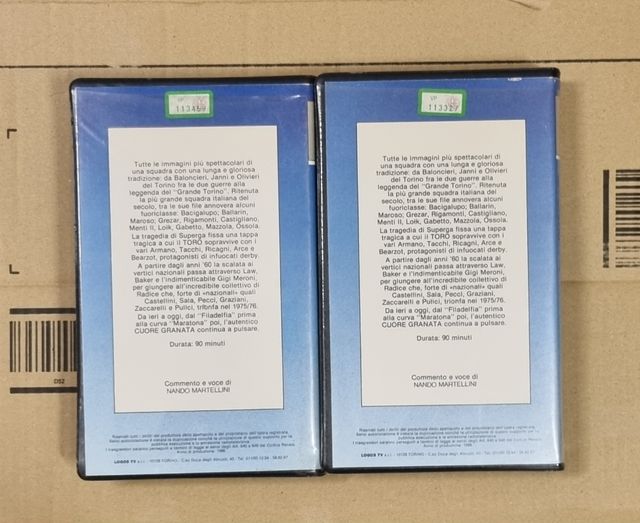 VP
113459
Tutte le immagini più spettacolari di
una squadra con una lunga e gloriosa
tradizione: da Baloncieri, Janni e Olivieri
del Torino fra le due guerre alla
leggenda del "Grande Torino". Ritenuta
la più grande squadra italiana del
secolo, tra le sue file annovera alcuni
fuoriclasse: Bacigalupo; Ballarin,
Maroso; Grezar, Rigamonti, Castigliano,
Menti II, Loik, Gabetto, Mazzola, Ossola.
La tragedia di Superga fissa una tappa
tragica a cui il TORO sopravvive con i
vari Armano, Tacchi, Ricagni, Arce e
Bearzot, protagonisti di infuocati derby.
A partire dagli anni '60 la scalata ai
vertici nazionali passa attraverso Law,
Baker e l'indimenticabile Gigi Meroni,
per giungere all'incredibile collettivo di
Radice che, forte di «nazionali» quali
Castellini, Sala, Pecci, Graziani,
Zaccarelli e Pulici, trionfa nel 1975/76.
Da ieri a oggi, dal "Filadelfia" prima
alla curva "Maratona" poi, l'autentico
CUORE GRANATA continua a pulsare.
Durata: 90 minuti
Commento e voce di
NANDO MARTELLINI
LOGOS TV s.r.l. - 10138 TORINO - C.so Duca degli Abruzzi, 40
VP
113327
Tutte le immagini più spettacolari di
una squadra con una lunga e gloriosa
tradizione: da Baloncieri, Janni e Olivieri
del Torino fra le due guerre alla
leggenda del "Grande Torino". Ritenuta
la più grande squadra italiana del
secolo, tra le sue file annovera alcuni
fuoriclasse: Bacigalupo; Ballarin,
Maroso; Grezar, Rigamonti, Castigliano,
Menti II, Loik, Gabetto, Mazzola, Ossola.
La tragedia di Superga fissa una tappa
tragica a cui il TORO sopravvive con i
vari Armano, Tacchi, Ricagni, Arce e
Bearzot, protagonisti di infuocati derby.
A partire dagli anni '60 la scalata ai
vertici nazionali passa attraverso Law,
Baker e l'indimenticabile Gigi Meroni,
per giungere all'incredibile collettivo di
Radice che, forte di «nazionali» quali
Castellini, Sala, Pecci, Graziani,
Zaccarelli e Pulici, trionfa nel 1975/76.
Da ieri a oggi, dal "Filadelfia" prima
alla curva "Maratona" poi, l'autentico
CUORE GRANATA continua a pulsare.
Durata: 90 minuti
Commento e voce di
NANDO MARTELLINI
LOGOS TV s.r.l. - 10138 TORINO - C.so Duca degli Abruzzi, 40
D52